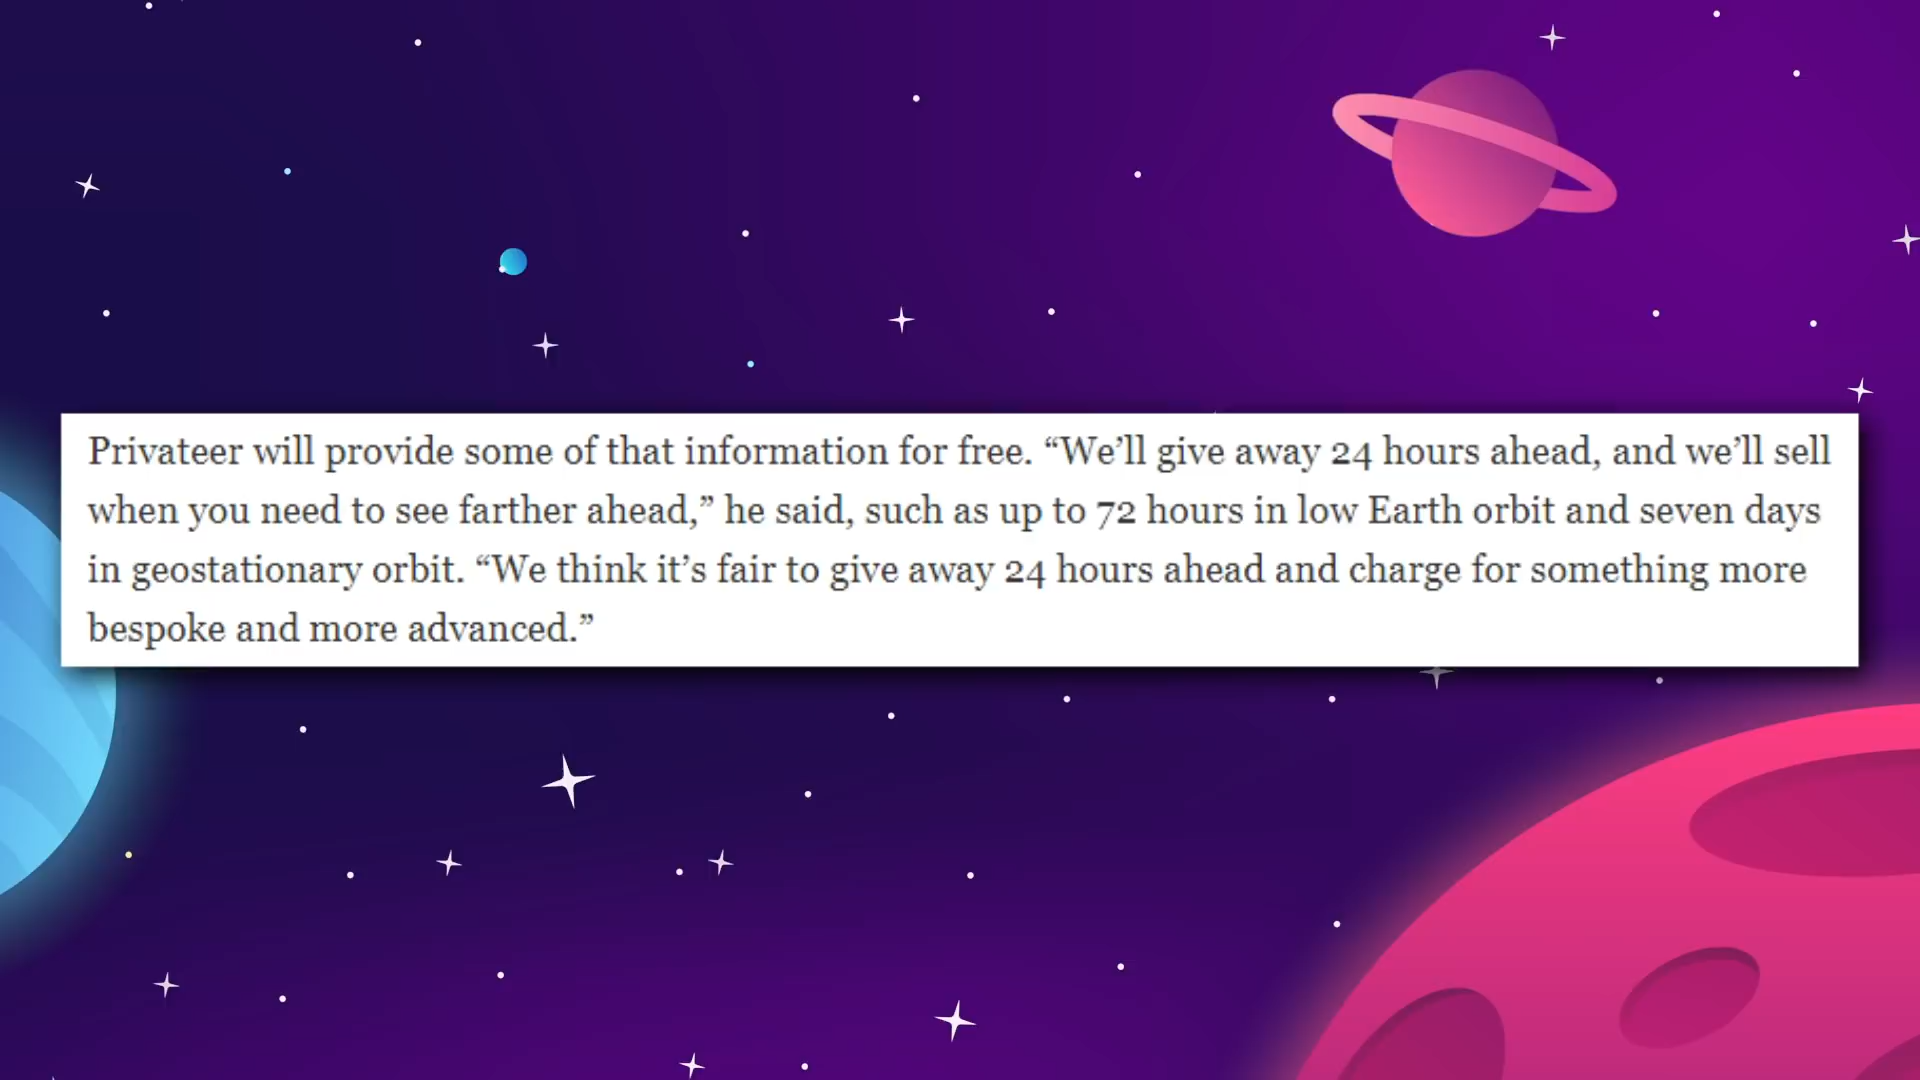 Privateer will provide some of that information for free. “We’ll give away 24 hours ahead, and we’ll sell
when you need to see farther ahead,” he said, such as up to 72 hours in low Earth orbit and seven days
in geostationary orbit. “We think it’s fair to give away 24 hours ahead and charge for something more
bespoke and more advanced.”